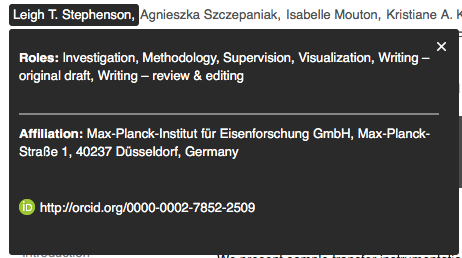 Leigh T. Stephenson, Agnieszka Szczepaniak, Isabelle Mouton, Kristiane A. K
Roles: Investigation, Methodology, Supervision, Visualization, Writing –
original draft, Writing – review & editing
Affiliation: Max-Planck-Institut für Eisenforschung GmbH, Max-Planck-
Straße 1, 40237 Düsseldorf, Germany
iD http://orcid.org/0000-0002-7852-2509